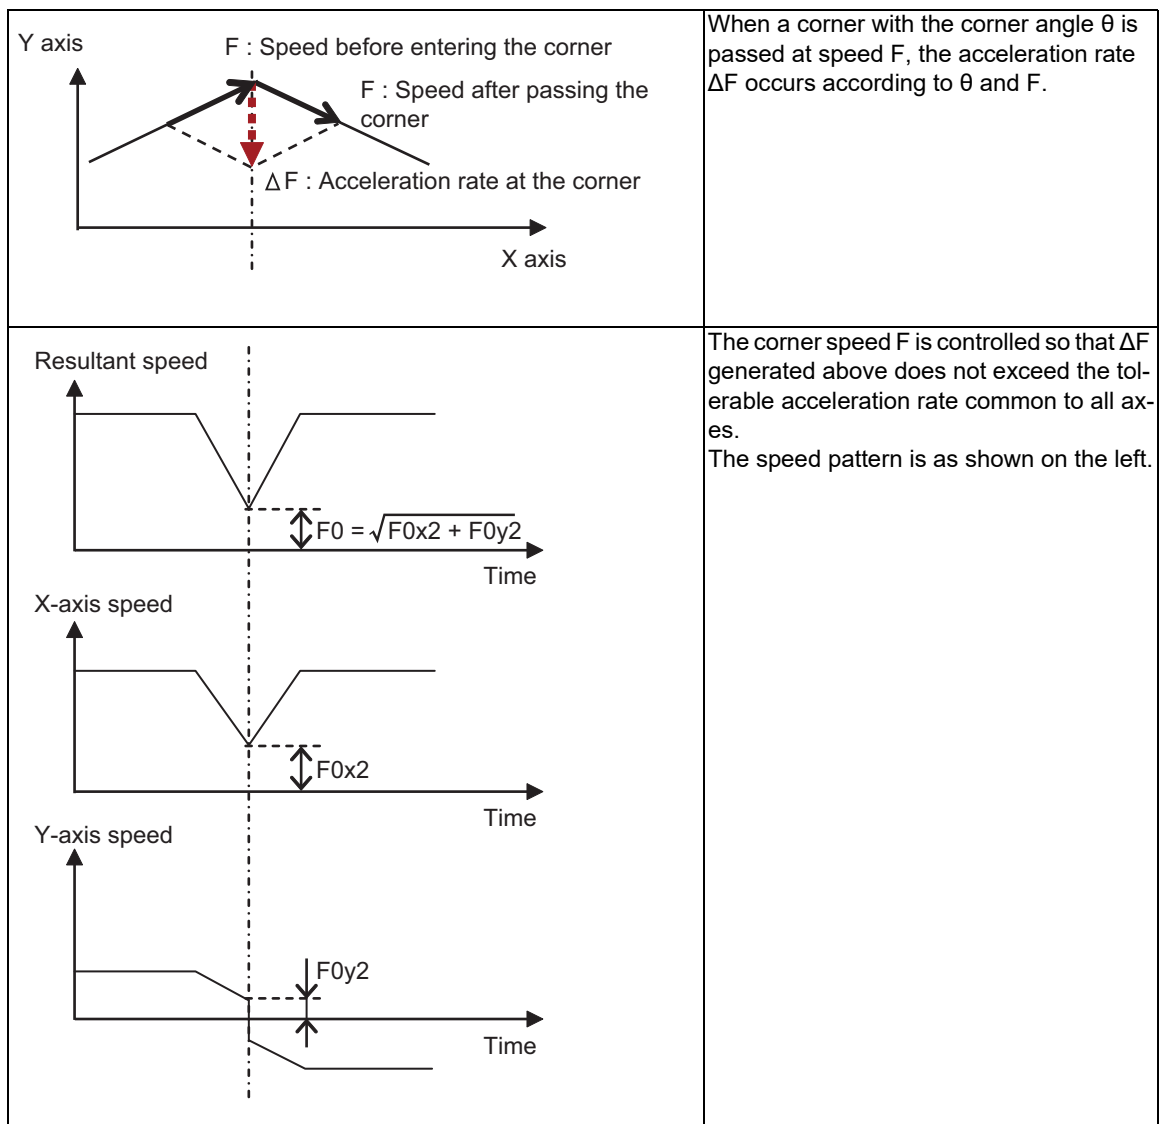 Y axis
F : Speed before entering the corner
F : Speed after passing the
corner
Δ F : Acceleration rate at the corner
X axis
When a corner with the corner angle θ is
passed at speed F, the acceleration rate
ΔF occurs according to θ and F.
Resultant speed
F0 = √F0x2 + F0y2
Time
X-axis speed
F0x2
Time
Y-axis speed
F0y2
Time
The corner speed F is controlled so that ΔF
generated above does not exceed the tol-
erable acceleration rate common to all ax-
es.
The speed pattern is as shown on the left.